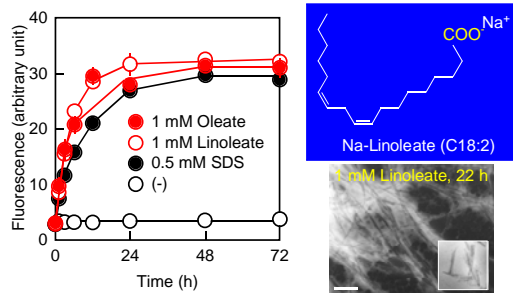 Fluorescence (arbitrary unit)
40
30
20
10
0
1 mM Oleate
1 mM Linoleate
0.5 mM SDS
(-)
0 24 48 72
Time (h)
COO- Na+
Na-Linoleate (C18:2)
1 mM Linoleate, 22 h